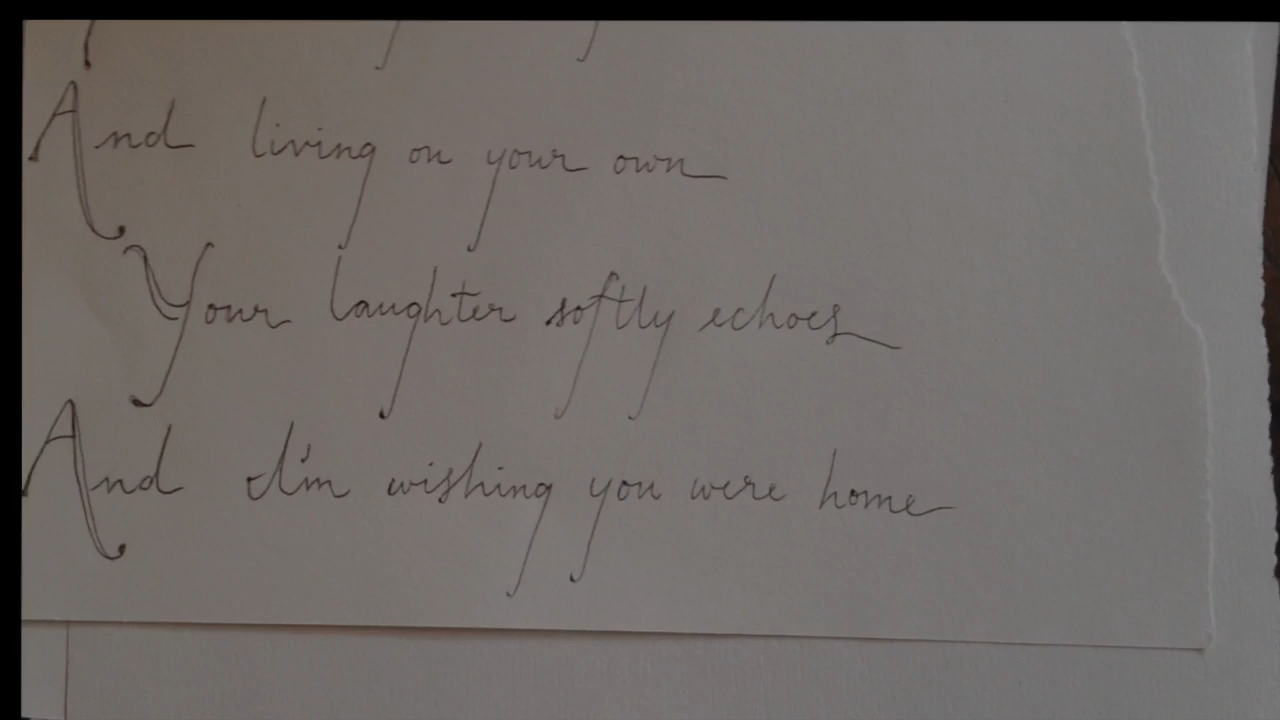 And living on your own
Your laughter softly echoes
And I'm wishing you were home